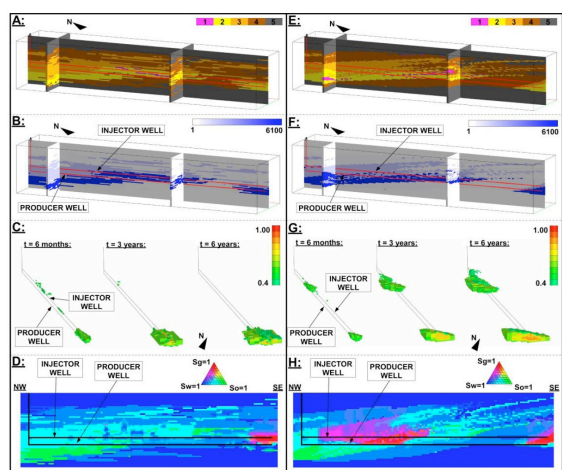 A:
N
1 2 3 4 5
B:
N
INJECTOR WELL
1 6100
PRODUCER WELL
C:
t = 6 months:
t = 3 years:
t = 6 years:
1.00
0.4
INJECTOR
WELL
PRODUCER
WELL
N
D:
INJECTOR
WELL
PRODUCER
WELL
Sg=1
Sw=1
So=1
NW
SE
E:
N
1 2 3 4 5
F:
N
INJECTOR WELL
1 6100
PRODUCER WELL
G:
t = 6 months:
t = 3 years:
t = 6 years:
1.00
0.4
INJECTOR
WELL
PRODUCER
WELL
N
H:
INJECTOR
WELL
PRODUCER
WELL
Sg=1
Sw=1
So=1
NW
SE